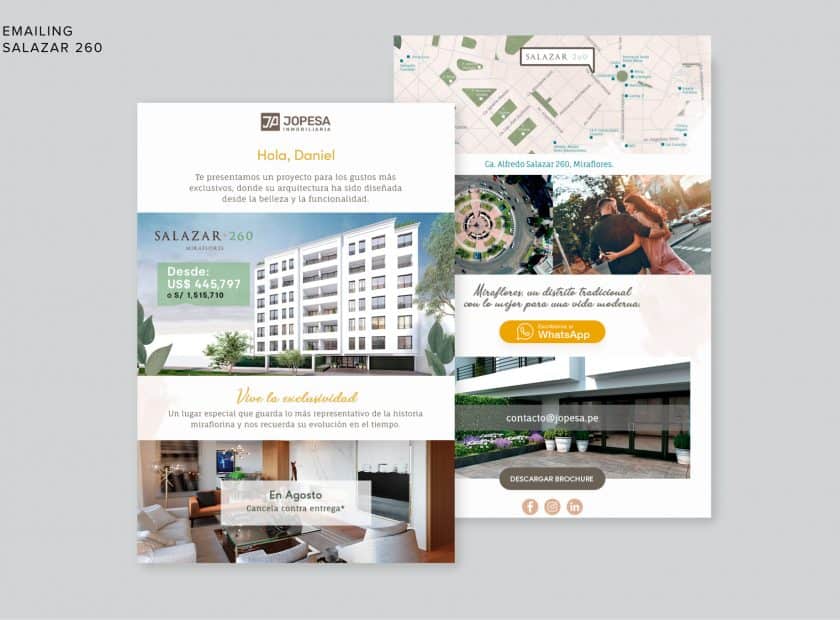 EMAILING
SALAZAR 260
JOPESA
INMOBILIARIA
Hola, Daniel
Te presentamos un proyecto para los gustos más
exclusivos, donde su arquitectura ha sido diseñada
desde la belleza y la funcionalidad.
SALAZAR 260
MIRAFLORES
Desde:
US$ 445,797
o S/ 1,515,710
Vive la exclusividad
Un lugar especial que guarda lo más representativo de la historia
miraflorina y nos recuerda su evolución en el tiempo.
En Agosto
Cancela contra entrega*
SALAZAR 260
Ca. Alfredo Salazar 260, Miraflores.
Miraflores, un distrito tradicional
con lo mejor para una vida moderna.
Escríbenos al
WhatsApp
contacto@jopesa.pe
DESCARGAR BROCHURE